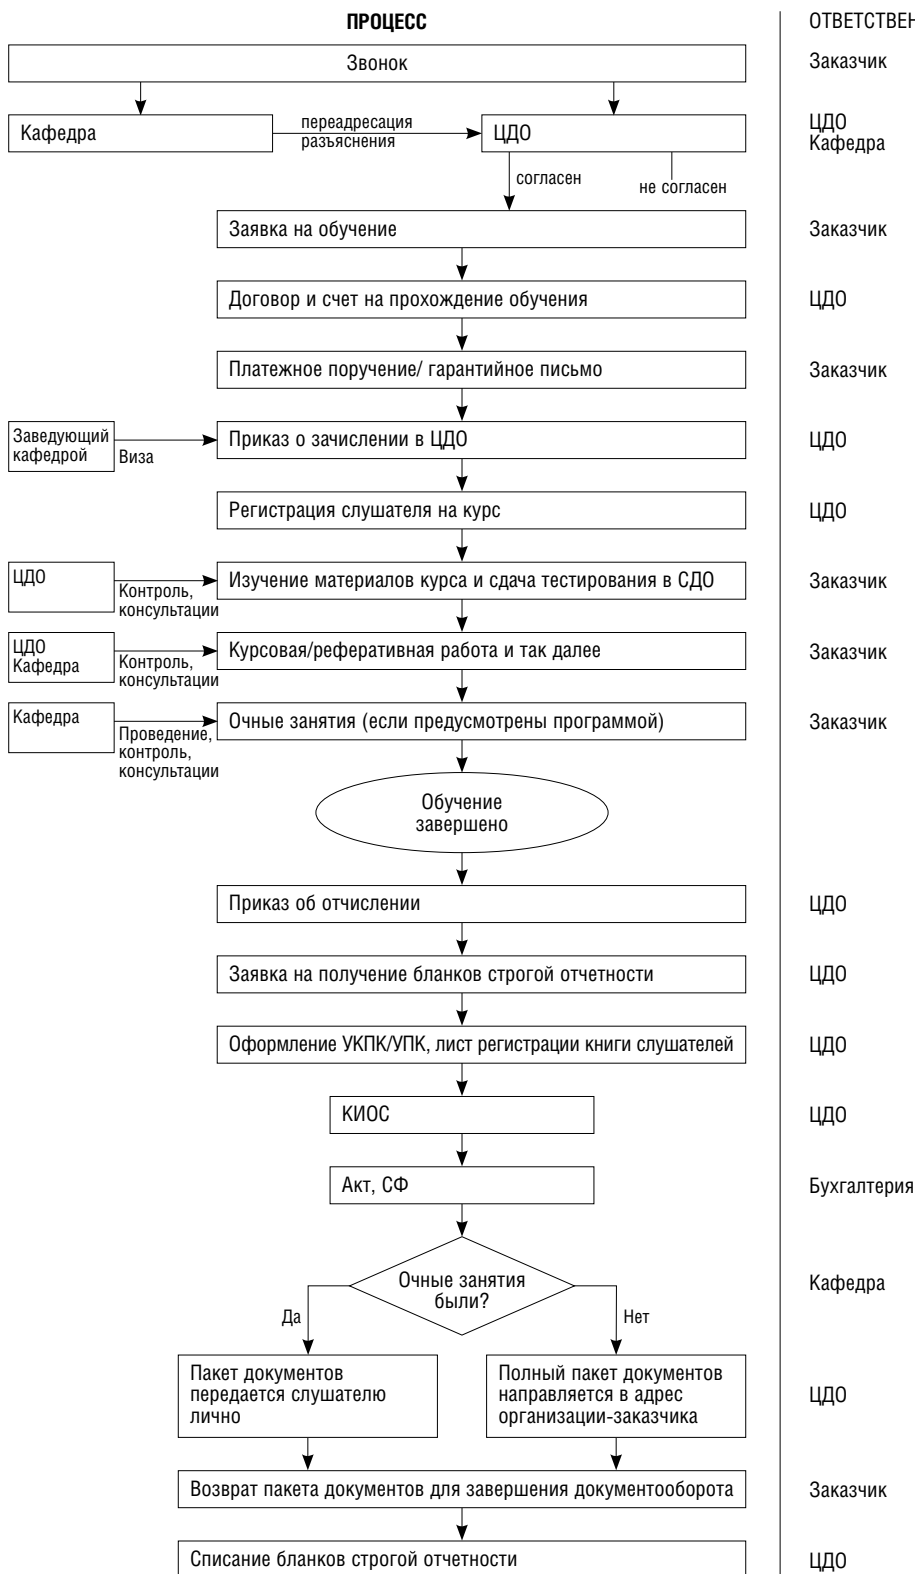 ПРОЦЕСС
Звонок
Заказчик
Кафедра
переадресация
разъяснения
ЦДО
ЦДО
Кафедра
согласен
не согласен
Заявка на обучение
Заказчик
Договор и счет на прохождение обучения
ЦДО
Платежное поручение/ гарантийное письмо
Заказчик
Заведующий
кафедрой
Виза
Приказ о зачислении в ЦДО
ЦДО
Регистрация слушателя на курс
ЦДО
ЦДО
Контроль,
консультации
Изучение материалов курса и сдача тестирования в СДО
Заказчик
ЦДО
Кафедра
Контроль,
консультации
Курсовая/реферативная работа и так далее
Заказчик
Кафедра
Проведение,
контроль,
консультации
Очные занятия (если предусмотрены программой)
Заказчик
Обучение
завершено
Приказ об отчислении
ЦДО
Заявка на получение бланков строгой отчетности
ЦДО
Оформление УКПК/УПК, лист регистрации книги слушателей
ЦДО
КИОС
ЦДО
Акт, СФ
Бухгалтерия
Очные занятия
были?
Кафедра
Да
Нет
Пакет документов
передается слушателю
лично
Полный пакет документов
направляется в адрес
организации-заказчика
ЦДО
Возврат пакета документов для завершения документооборота
Заказчик
Списание бланков строгой отчетности
ЦДО